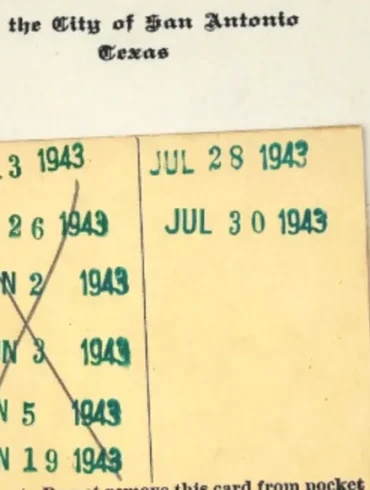 the City of San Antonio
Texas
3 1943
26 1943
N 2 1943
N 3 1943
N 5 1943
N 19 1943
JUL 28 1943
JUL 30 1943
remove this card from pocket